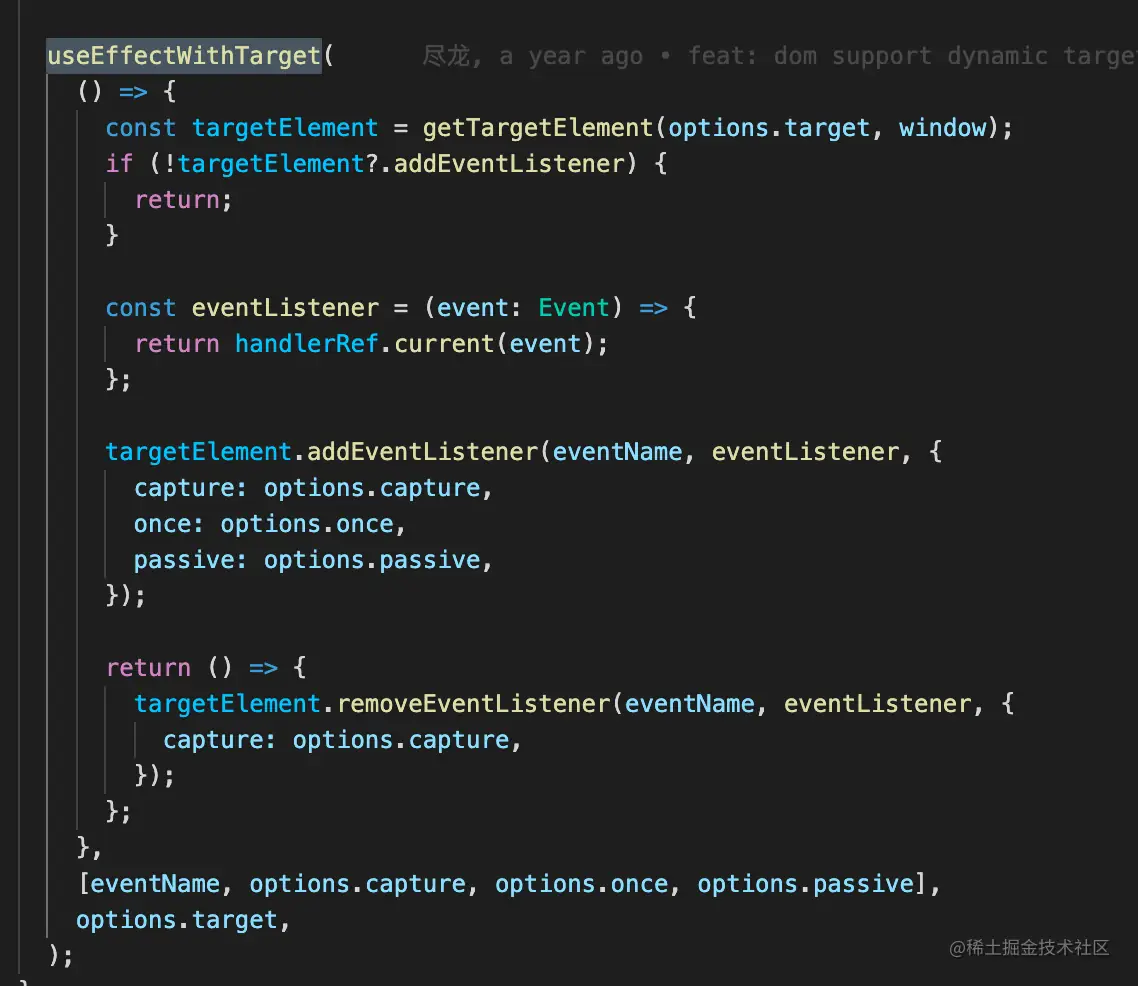 useEffectWithTarget( 尽龙, a year ago • feat: dom support dynamic targe
() => {
const targetElement = getTargetElement(options.target, window);
if (!targetElement?.addEventListener) {
return;
}
const eventListener = (event: Event) => {
return handlerRef.current(event);
};
targetElement.addEventListener(eventName, eventListener, {
capture: options.capture,
once: options.once,
passive: options.passive,
});
return () => {
targetElement.removeEventListener(eventName, eventListener, {
capture: options.capture,
});
};
},
[eventName, options.capture, options.once, options.passive],
options.target,
);
@稀土掘金技术社区